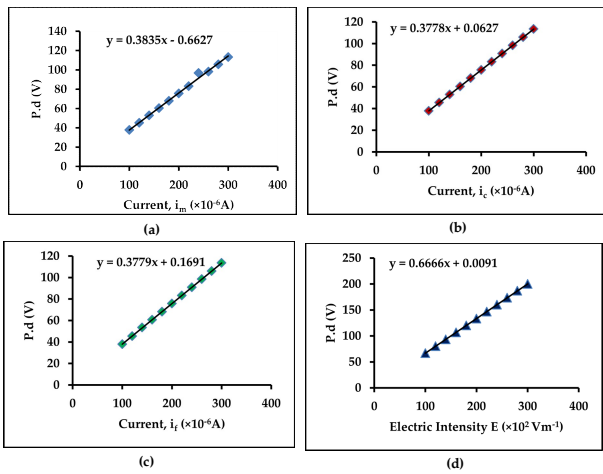 140
120
100
80
60
40
20
0
P.d (V)
y = 0.3835x - 0.6627
0 100 200 300 400
Current, im (×10-6A)
(a)
120
100
80
60
40
20
0
P.d (V)
y = 0.3778x + 0.0627
0 100 200 300 400
Current, ic (×10-6A)
(b)
120
100
80
60
40
20
0
P.d (V)
y = 0.3779x + 0.1691
0 100 200 300 400
Current, if (×10-6A)
(c)
250
200
150
100
50
0
P.d (V)
y = 0.6666x + 0.0091
0 100 200 300 400
Electric Intensity E (×102 Vm-1)
(d)